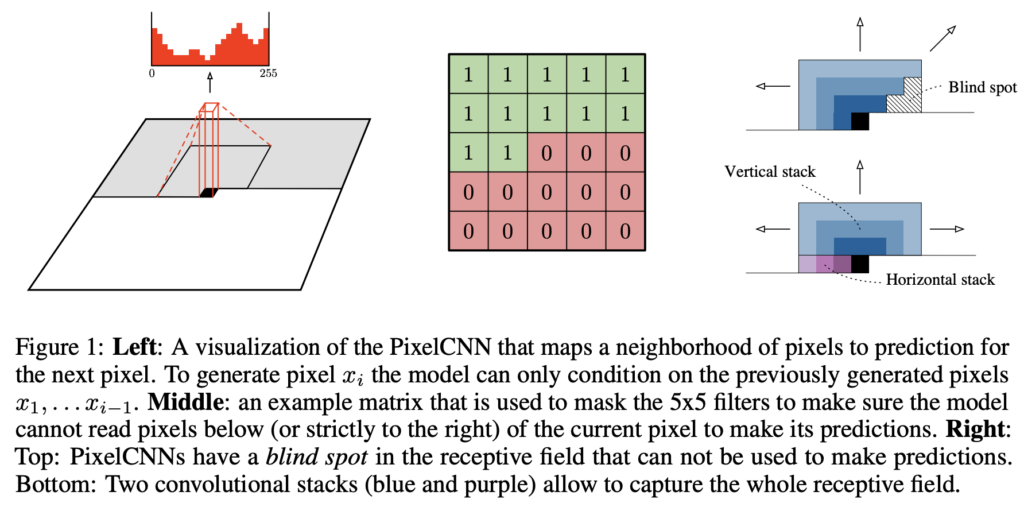 0 255
1 1 1 1 1
1 1 1 1 1
1 1 0 0 0
0 0 0 0 0
0 0 0 0 0
Blind spot
Vertical stack
Horizontal stack
Figure 1: Left: A visualization of the PixelCNN that maps a neighborhood of pixels to prediction for
the next pixel. To generate pixel xᵢ the model can only condition on the previously generated pixels
x₁, . . . xᵢ₋₁. Middle: an example matrix that is used to mask the 5x5 filters to make sure the model
cannot read pixels below (or strictly to the right) of the current pixel to make its predictions. Right:
Top: PixelCNNs have a blind spot in the receptive field that can not be used to make predictions.
Bottom: Two convolutional stacks (blue and purple) allow to capture the whole receptive field.